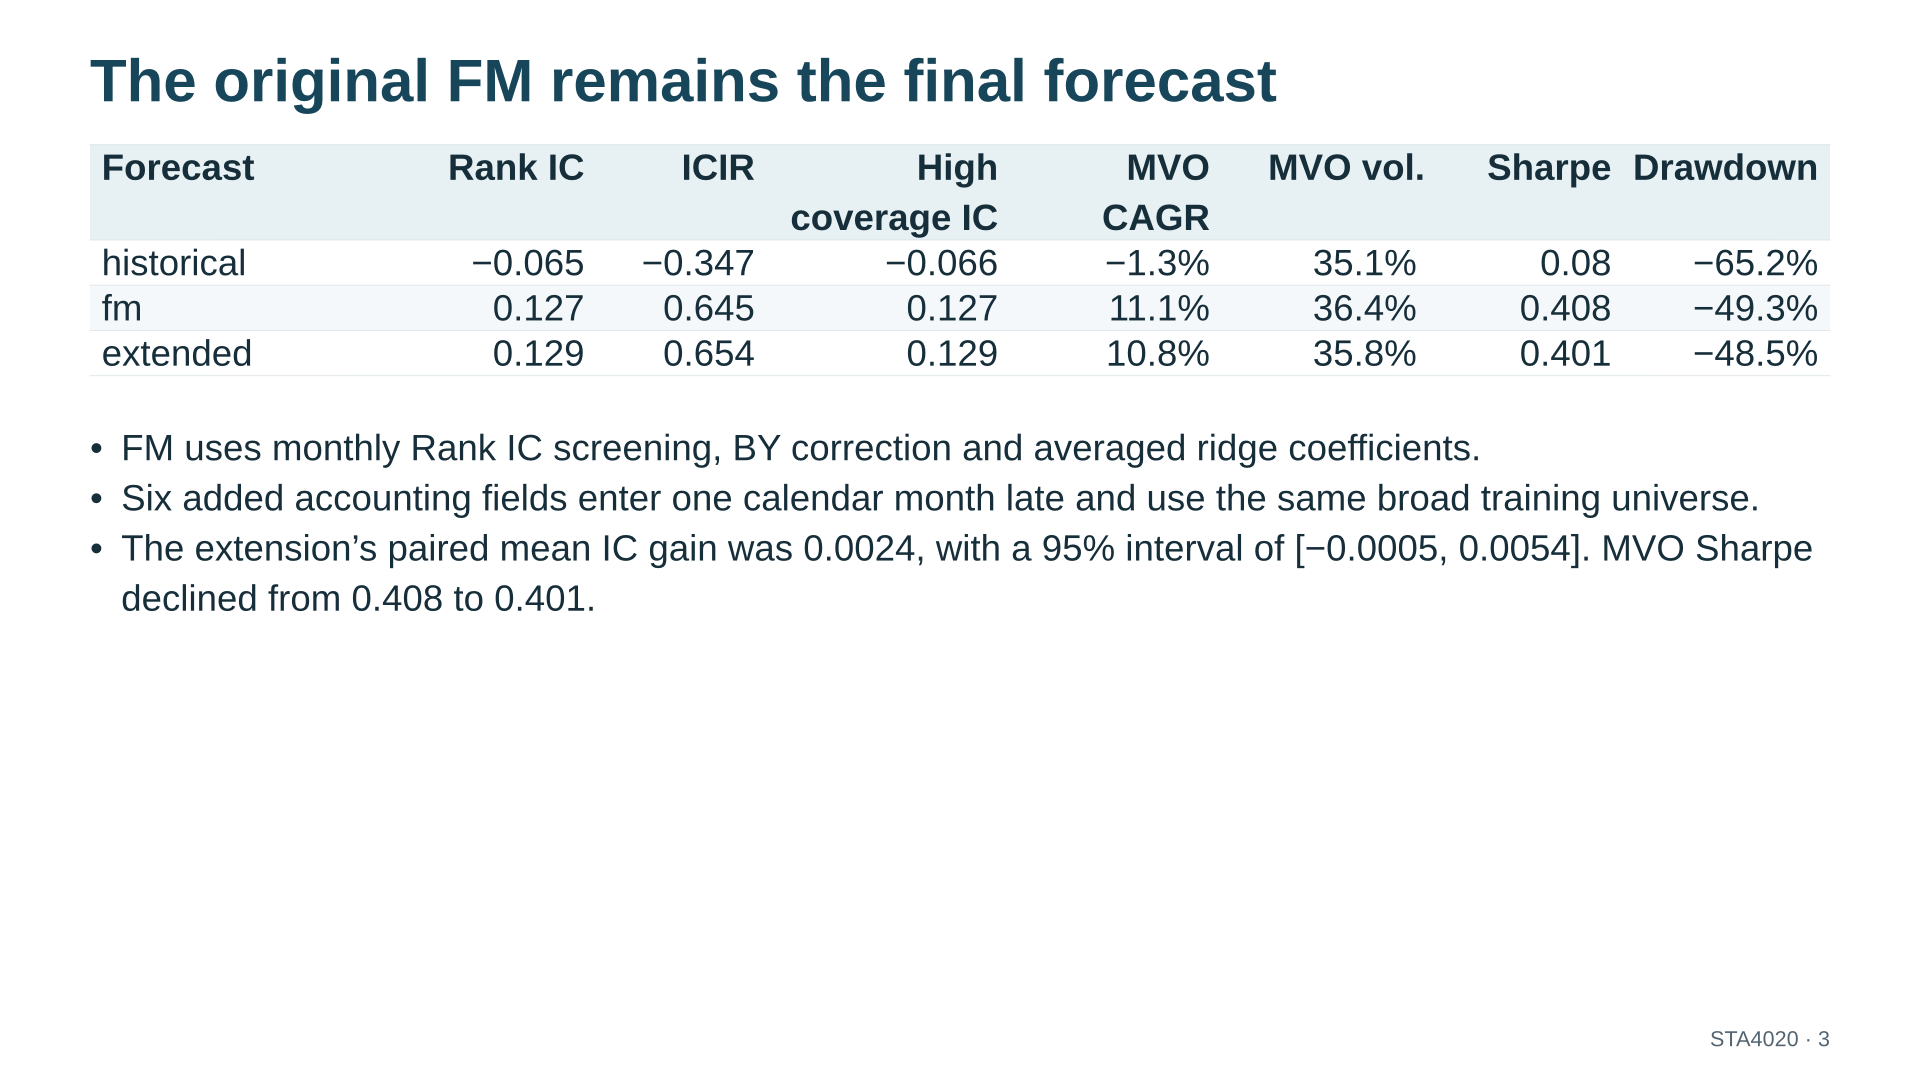 The original FM remains the final forecast
Forecast Rank IC ICIR High coverage IC MVO CAGR MVO vol. Sharpe Drawdown
historical −0.065 −0.347 −0.066 −1.3% 35.1% 0.08 −65.2%
fm 0.127 0.645 0.127 11.1% 36.4% 0.408 −49.3%
extended 0.129 0.654 0.129 10.8% 35.8% 0.401 −48.5%
• FM uses monthly Rank IC screening, BY correction and averaged ridge coefficients.
• Six added accounting fields enter one calendar month late and use the same broad training universe.
• The extension’s paired mean IC gain was 0.0024, with a 95% interval of [−0.0005, 0.0054]. MVO Sharpe
declined from 0.408 to 0.401.
STA4020 · 3